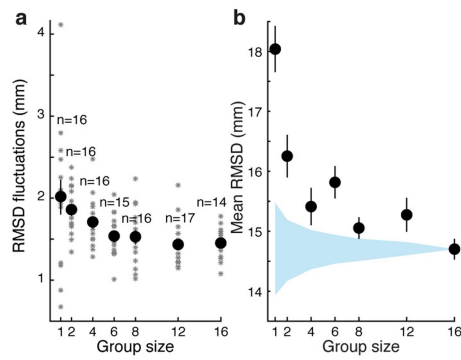 a
RMSD fluctuations (mm)
4
3
2
1
n=16
n=16
n=16
n=15
n=16
n=17
n=14
1 2 4 6 8 12 16
Group size
b
Mean RMSD (mm)
18
17
16
15
14
1 2 4 6 8 12 16
Group size